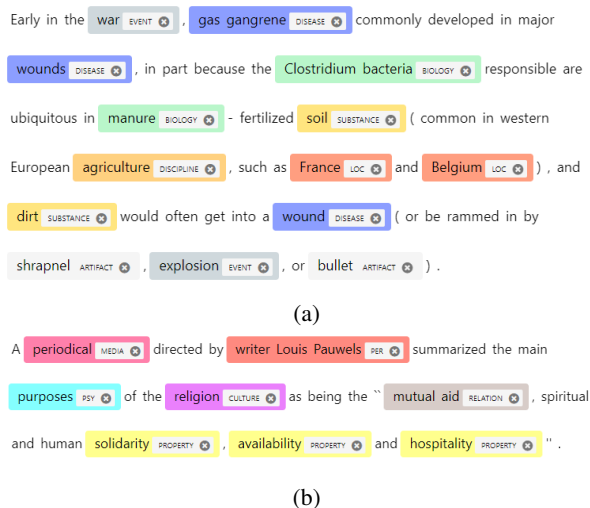 Early in the war EVENT , gas gangrene DISEASE commonly developed in major
wounds DISEASE , in part because the Clostridium bacteria BIOLOGY responsible are
ubiquitous in manure BIOLOGY - fertilized soil SUBSTANCE ( common in western
European agriculture DISCIPLINE , such as France LOC and Belgium LOC ) , and
dirt SUBSTANCE would often get into a wound DISEASE ( or be rammed in by
shrapnel ARTIFACT , explosion EVENT , or bullet ARTIFACT ) .
(a)
A periodical MEDIA directed by writer Louis Pauwels PER summarized the main
purposes PSY of the religion CULTURE as being the `` mutual aid RELATION , spiritual
and human solidarity PROPERTY , availability PROPERTY and hospitality PROPERTY '' .
(b)